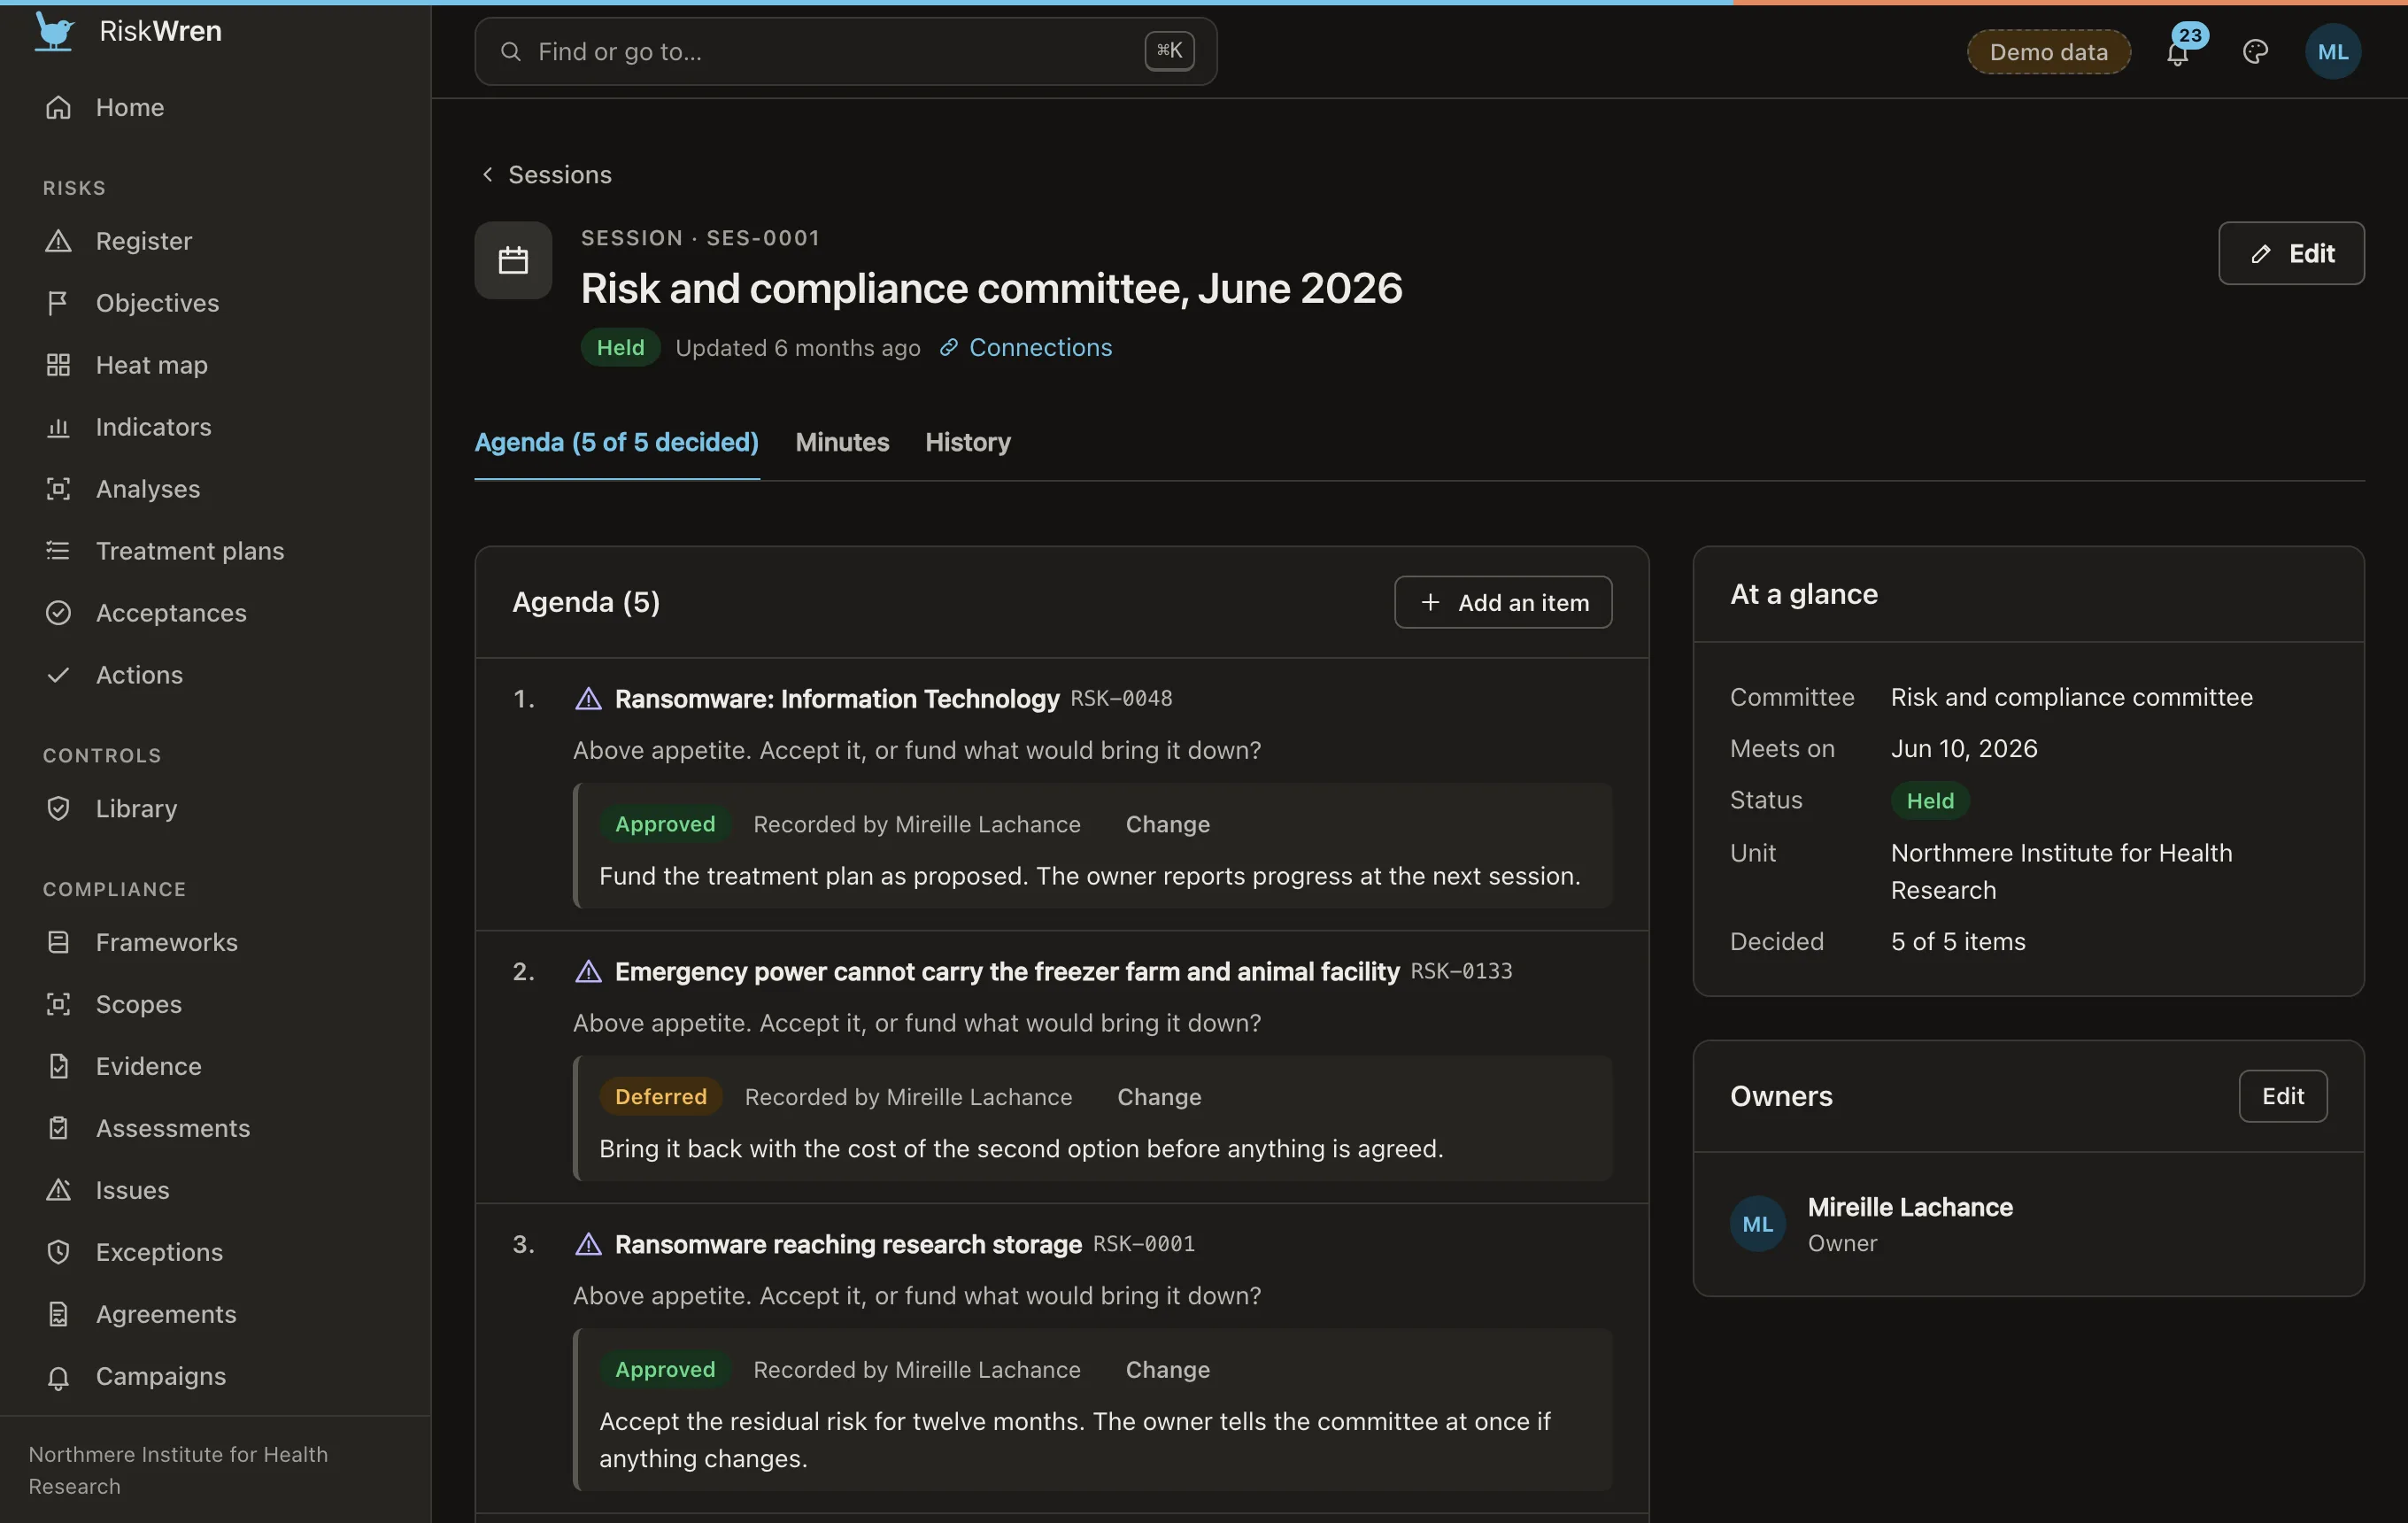 RiskWren
Find or go to...
⌘K
Demo data
23
ML
Home
RISKS
Register
Objectives
Heat map
Indicators
Analyses
Treatment plans
Acceptances
Actions
CONTROLS
Library
COMPLIANCE
Frameworks
Scopes
Evidence
Assessments
Issues
Exceptions
Agreements
Campaigns
Northmere Institute for Health
Research
Sessions
SESSION · SES-0001
Risk and compliance committee, June 2026
Edit
Held Updated 6 months ago Connections
Agenda (5 of 5 decided) Minutes History
Agenda (5)
+ Add an item
1. Ransomware: Information Technology RSK-0048
Above appetite. Accept it, or fund what would bring it down?
Approved Recorded by Mireille Lachance Change
Fund the treatment plan as proposed. The owner reports progress at the next session.
2. Emergency power cannot carry the freezer farm and animal facility RSK-0133
Above appetite. Accept it, or fund what would bring it down?
Deferred Recorded by Mireille Lachance Change
Bring it back with the cost of the second option before anything is agreed.
3. Ransomware reaching research storage RSK-0001
Above appetite. Accept it, or fund what would bring it down?
Approved Recorded by Mireille Lachance Change
Accept the residual risk for twelve months. The owner tells the committee at once if
anything changes.
At a glance
Committee Risk and compliance committee
Meets on Jun 10, 2026
Status Held
Unit Northmere Institute for Health
Research
Decided 5 of 5 items
Owners
Edit
ML
Mireille Lachance
Owner